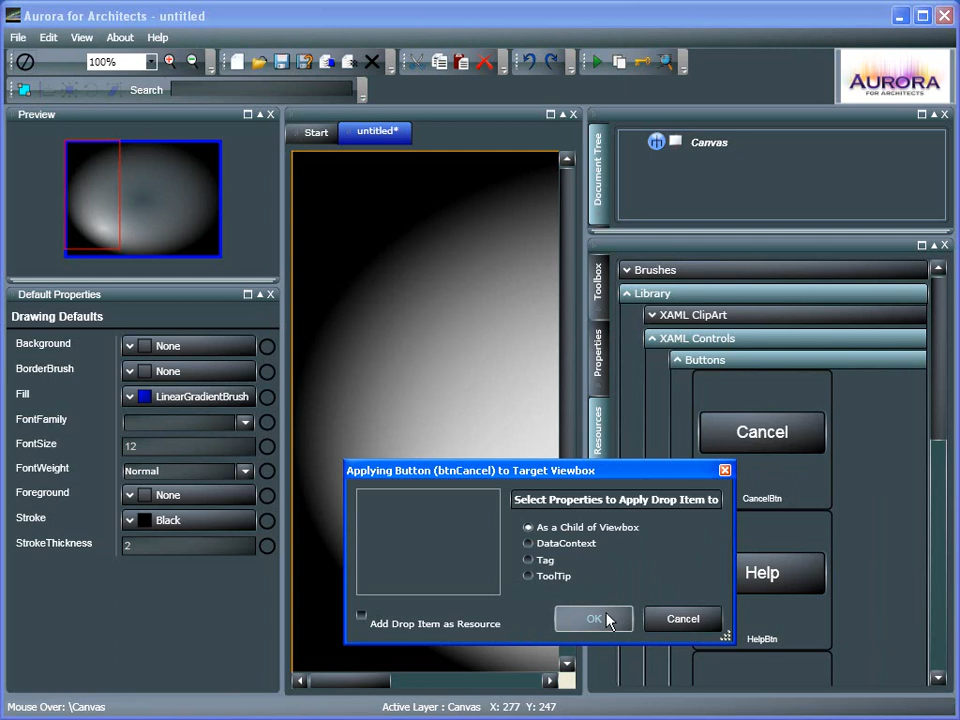 Aurora for Architects - untitled
File Edit View About Help
100%
Search
AURORA
FOR ARCHITECTS
Preview
Start
untitled*
Document Tree
Canvas
Default Properties
Drawing Defaults
Background
None
BorderBrush
None
Fill
LinearGradientBrush
FontFamily
FontSize
12
FontWeight
Normal
Foreground
None
Stroke
Black
StrokeThickness
2
Toolbox
Properties
Resources
Brushes
Library
XAML ClipArt
XAML Controls
Buttons
Cancel
CancelBtn
Help
HelpBtn
Applying Button (btnCancel) to Target Viewbox
Select Properties to Apply Drop Item to
As a Child of Viewbox
DataContext
Tag
ToolTip
Add Drop Item as Resource
OK
Cancel
Mouse Over: \Canvas
Active Layer : Canvas X: 277 Y: 247